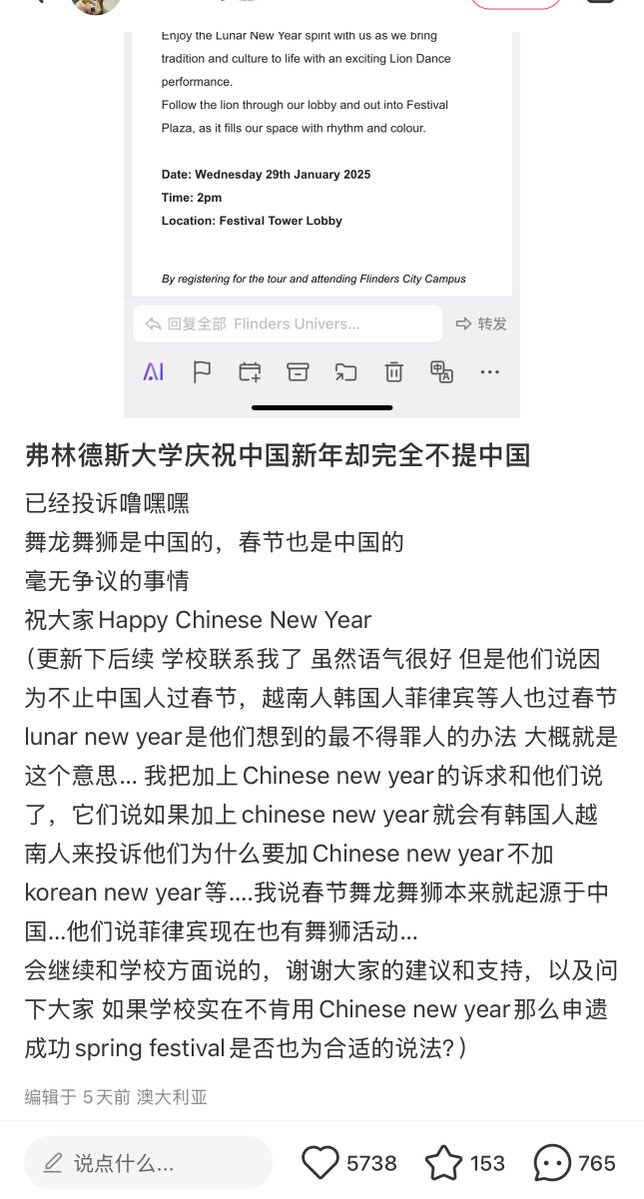 Enjoy the Lunar New Year spirit with us as we bring
tradition and culture to life with an exciting Lion Dance
performance.
Follow the lion through our lobby and out into Festival
Plaza, as it fills our space with rhythm and colour.
Date: Wednesday 29th January 2025
Time: 2pm
Location: Festival Tower Lobby
By registering for the tour and attending Flinders City Campus
回复全部 Flinders Univers...
转发
AI
弗林德斯大学庆祝中国新年却完全不提中国
已经投诉噜嘿嘿
舞龙舞狮是中国的，春节也是中国的
毫无争议的事情
祝大家Happy Chinese New Year
（更新下后续 学校联系我了 虽然语气很好 但是他们说因
为不止中国人过春节，越南人韩国人菲律宾等人也过春节
lunar new year是他们想到的最不得罪人的办法 大概就是
这个意思... 我把加上Chinese new year的诉求和他们说
了，它们说如果加上chinese new year就会有韩国人越
南人来投诉他们为什么要加Chinese new year不加
korean new year等....我说春节舞龙舞狮本来就起源于中
国...他们说菲律宾现在也有舞狮活动...
会继续和学校方面说的，谢谢大家的建议和支持，以及问
下大家 如果学校实在不肯用Chinese new year那么申遗
成功spring festival是否也为合适的说法?）
编辑于 5天前 澳大利亚
说点什么...
5738
153
765